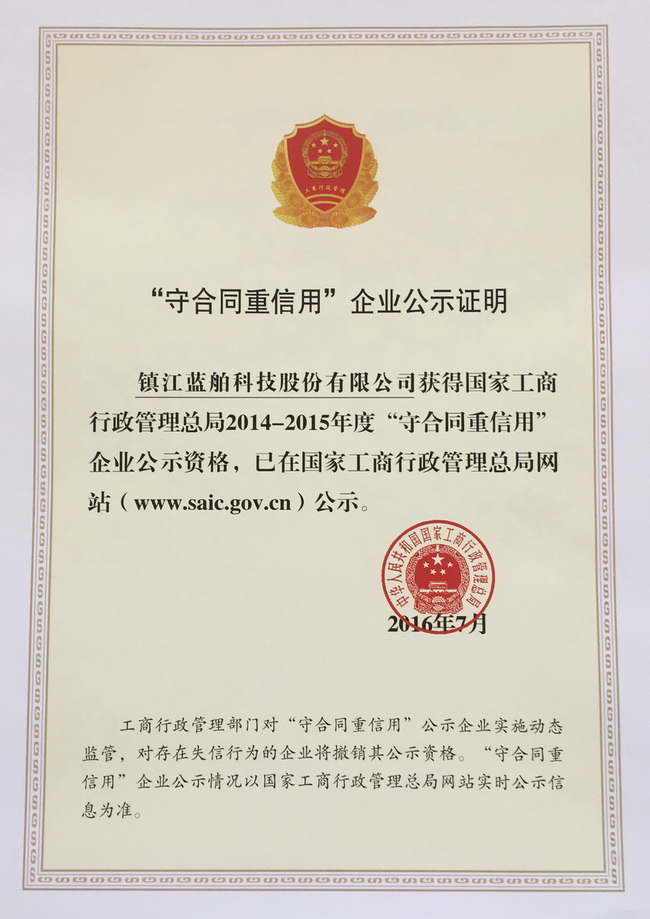 工商行政管理
“守合同重信用”企业公示证明
镇江蓝舶科技股份有限公司获得国家工商
行政管理总局2014-2015年度“守合同重信用”
企业公示资格，已在国家工商行政管理总局网
站（www.saic.gov.cn）公示。
中华人民共和国国家工商行政管理总局
2016年7月
工商行政管理部门对“守合同重信用”公示企业实施动态
监管，对存在失信行为的企业将撤销其公示资格。“守合同重
信用”企业公示情况以国家工商行政管理总局网站实时公示信
息为准。